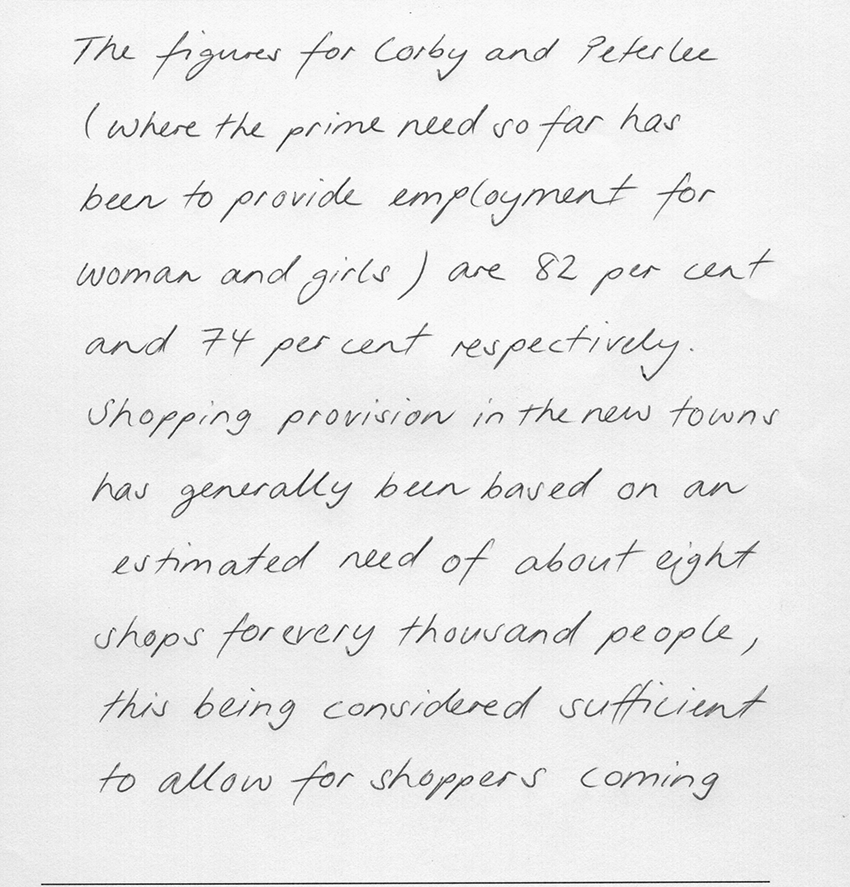 The figures for Corby and Peterlee
(where the prime need so far has
been to provide employment for
woman and girls) are 82 per cent
and 74 per cent respectively.
Shopping provision in the new towns
has generally been based on an
estimated need of about eight
shops for every thousand people,
this being considered sufficient
to allow for shoppers coming